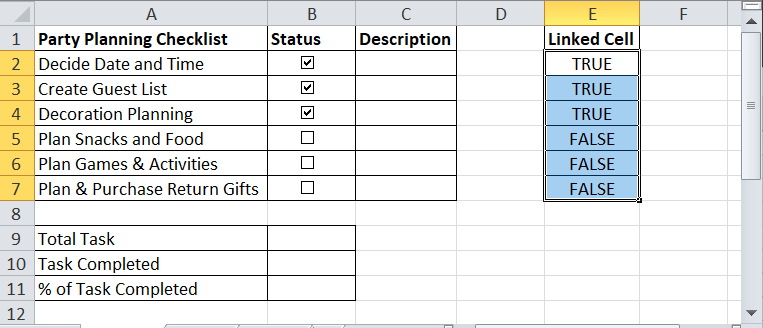 A B C D E F
1 Party Planning Checklist Status Description Linked Cell
2 Decide Date and Time TRUE
3 Create Guest List TRUE
4 Decoration Planning TRUE
5 Plan Snacks and Food FALSE
6 Plan Games & Activities FALSE
7 Plan & Purchase Return Gifts FALSE
8
9 Total Task
10 Task Completed
11 % of Task Completed
12